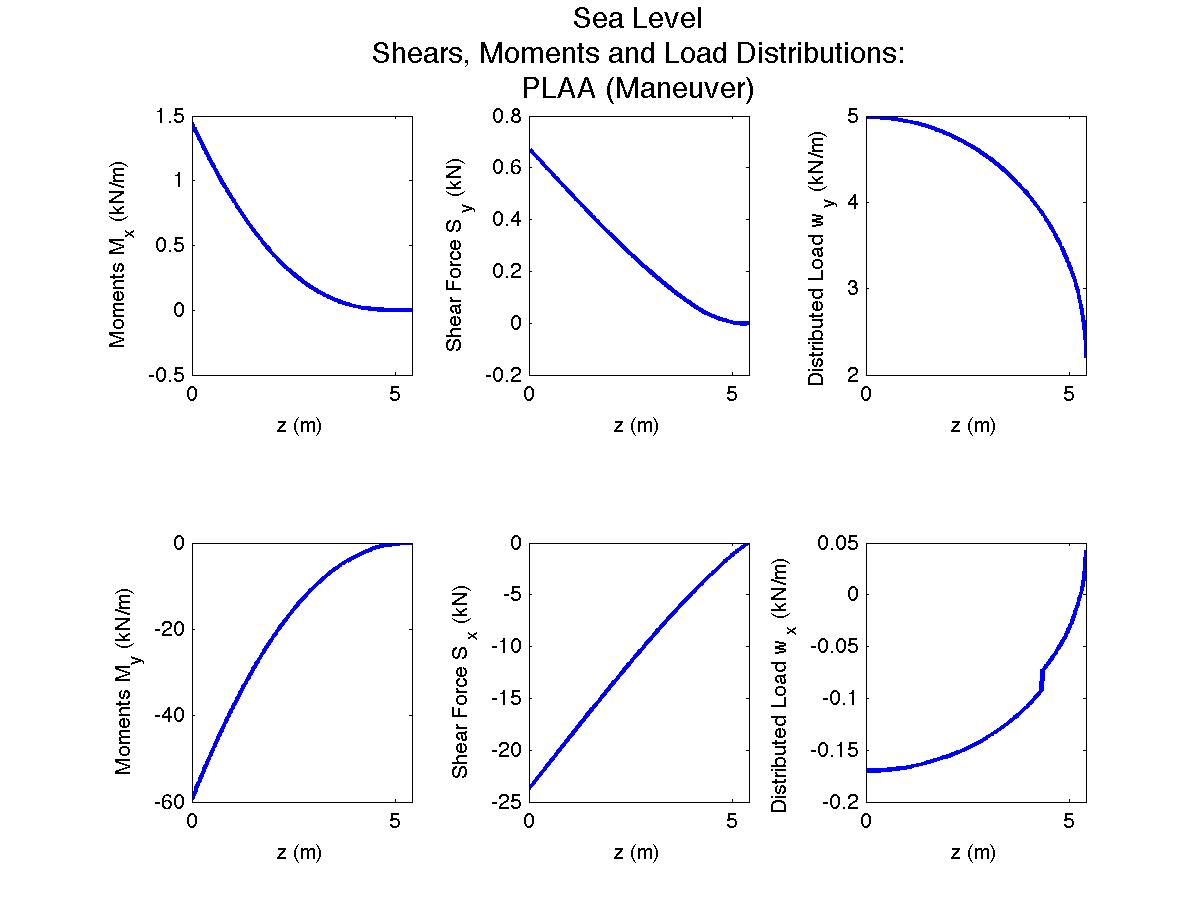 Sea Level
Shears, Moments and Load Distributions:
PLAA (Maneuver)
Moments M_x (kN/m)
1.5
1
0.5
0
-0.5
0 5
z (m)
Shear Force S_y (kN)
0.8
0.6
0.4
0.2
0
-0.2
0 5
z (m)
Distributed Load w_y (kN/m)
5
4
3
2
0 5
z (m)
Moments M_y (kN/m)
0
-20
-40
-60
0 5
z (m)
Shear Force S_x (kN)
0
-5
-10
-15
-20
-25
0 5
z (m)
Distributed Load w_x (kN/m)
0.05
0
-0.05
-0.1
-0.15
-0.2
0 5
z (m)